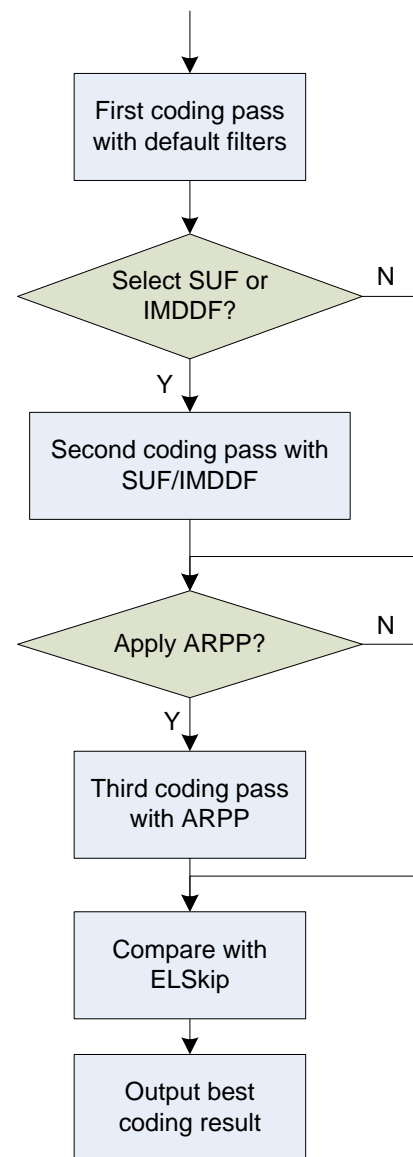 First coding pass
with default filters
Select SUF or
IMDDF?
N
Y
Second coding pass with
SUF/IMDDF
Apply ARPP?
N
Y
Third coding pass
with ARPP
Compare with
ELSkip
Output best
coding result